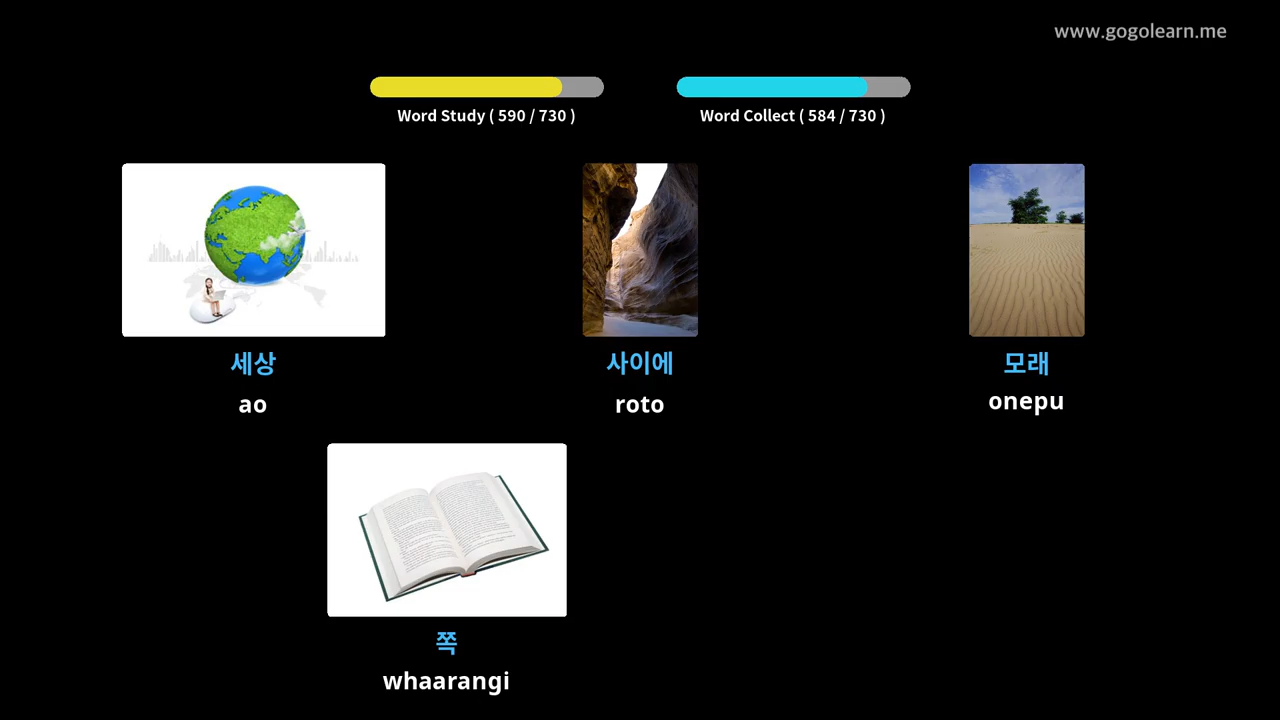 www.gogolearn.me
Word Study ( 590 / 730 )
Word Collect ( 584 / 730 )
세상
ao
사이에
roto
모래
onepu
쪽
whaarangi